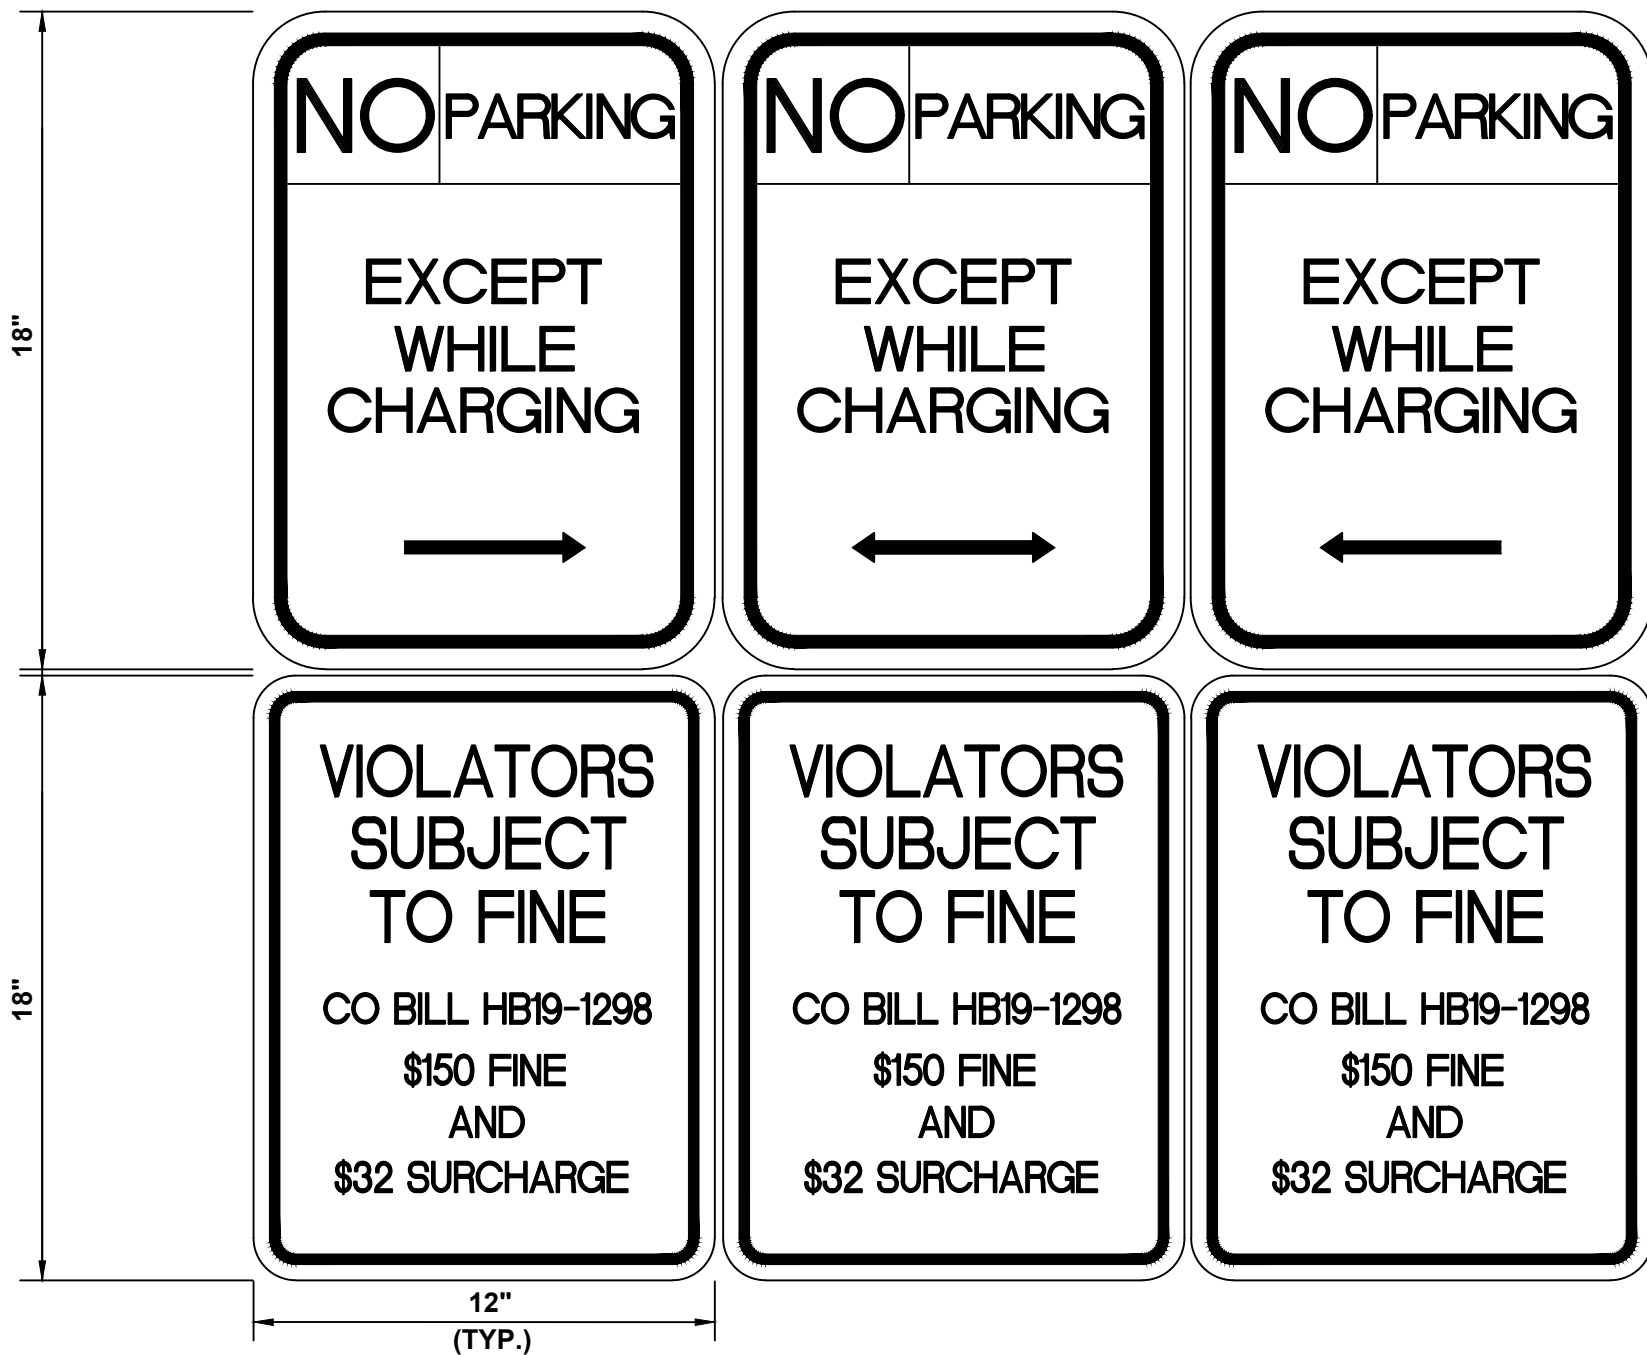 18"
NO PARKING
EXCEPT
WHILE
CHARGING
NO PARKING
EXCEPT
WHILE
CHARGING
NO PARKING
EXCEPT
WHILE
CHARGING
18"
VIOLATORS
SUBJECT
TO FINE
CO BILL HB19-1298
$150 FINE
AND
$32 SURCHARGE
VIOLATORS
SUBJECT
TO FINE
CO BILL HB19-1298
$150 FINE
AND
$32 SURCHARGE
VIOLATORS
SUBJECT
TO FINE
CO BILL HB19-1298
$150 FINE
AND
$32 SURCHARGE
12"
(TYP.)